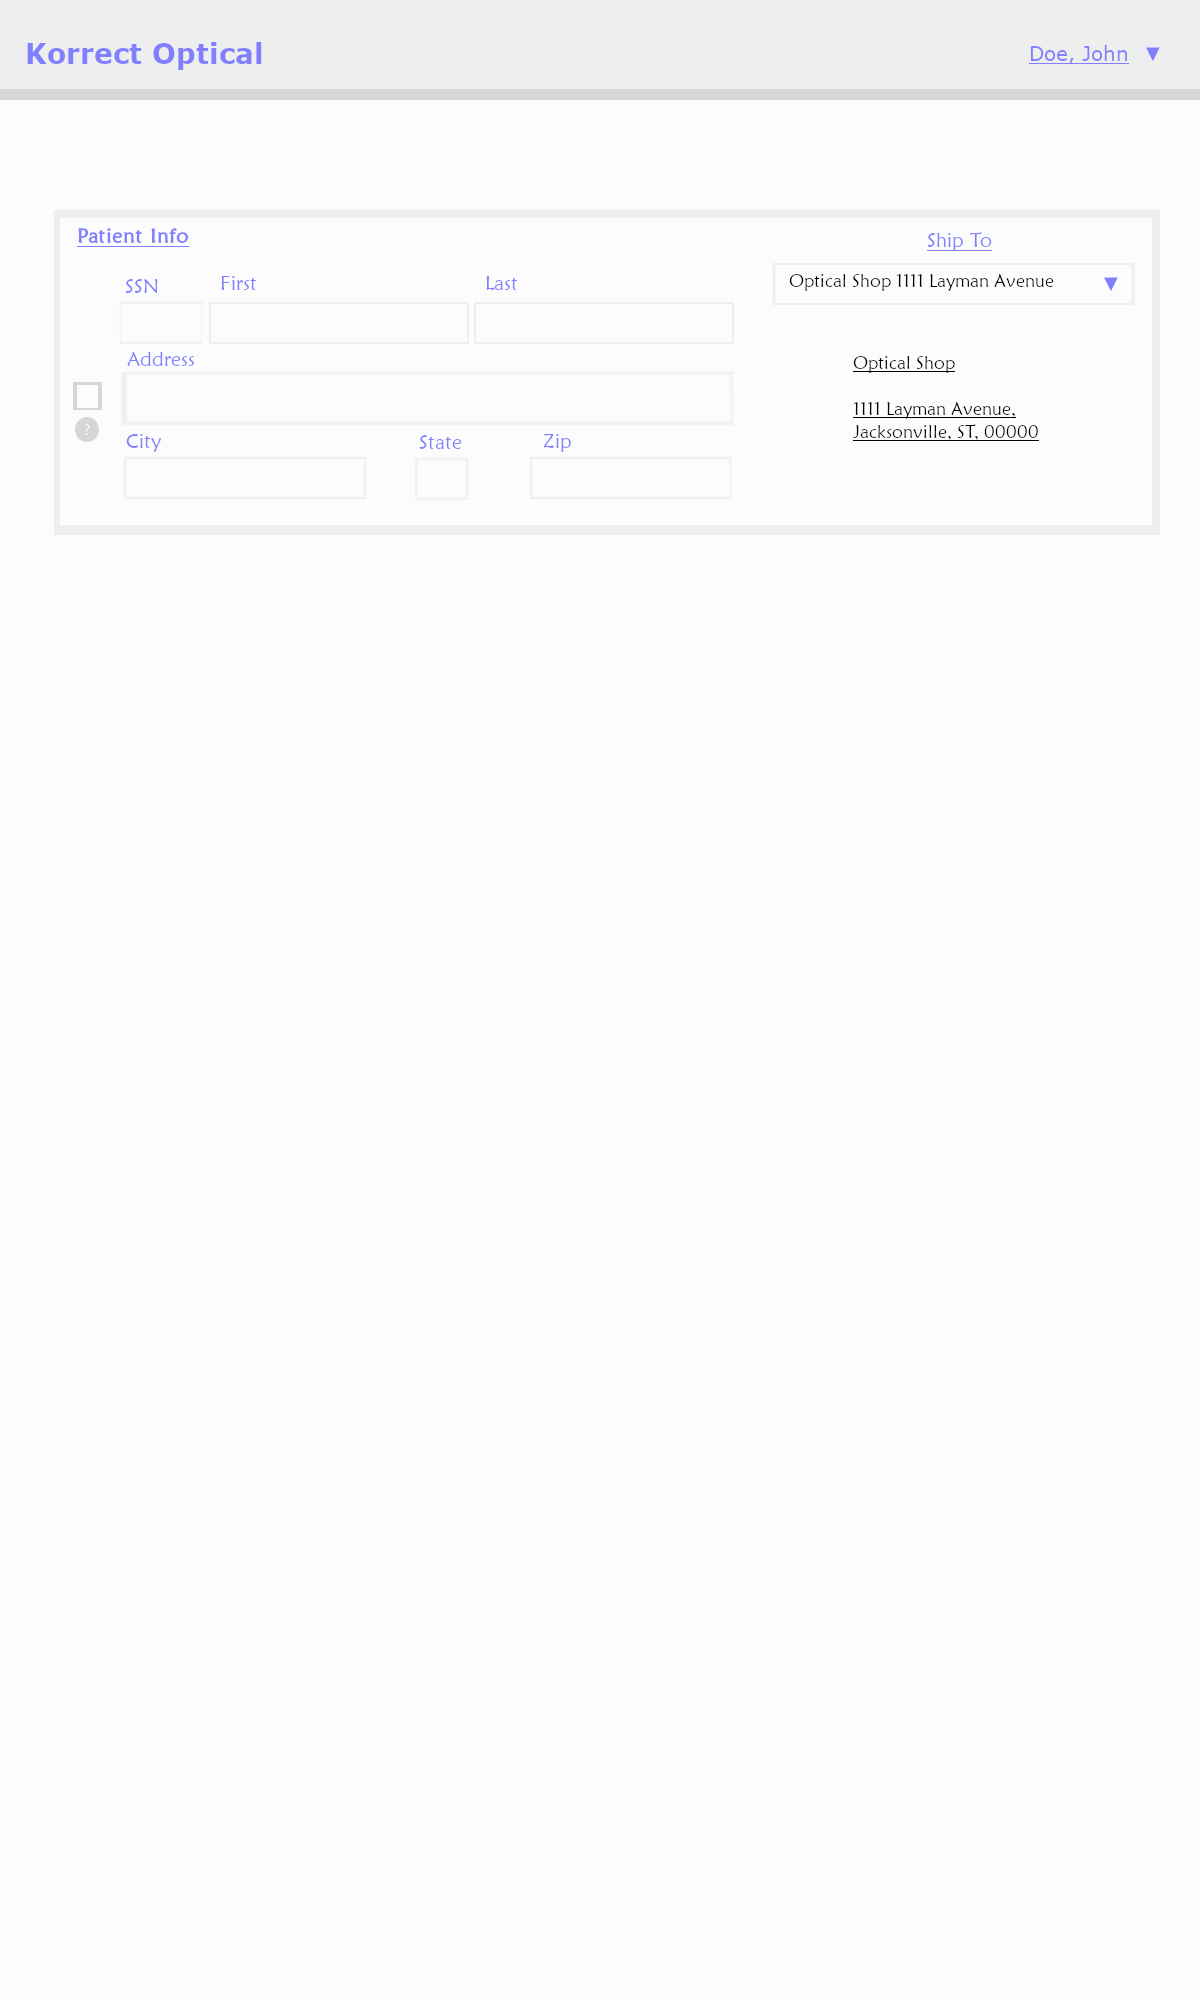 Korrect Optical
Doe, John ▼
Patient Info
Ship To
SSN
First
Last
Optical Shop 1111 Layman Avenue ▼
Address
Optical Shop
1111 Layman Avenue,
Jacksonville, ST, 00000
?
City
State
Zip